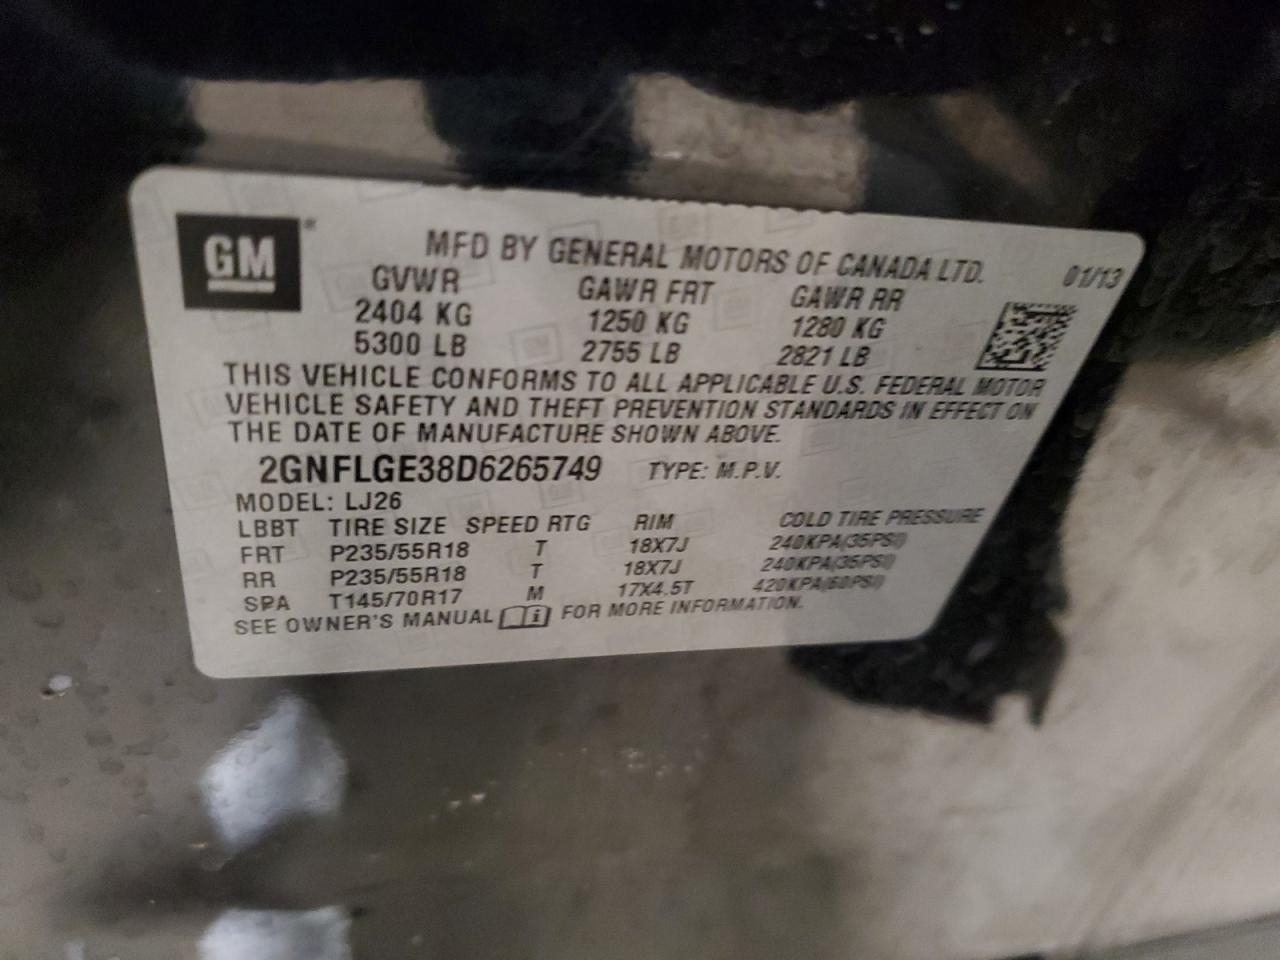 GM®
MFD BY GENERAL MOTORS OF CANADA LTD. 01/13
GVWR GAWR FRT GAWR RR
2404 KG 1250 KG 1280 KG
5300 LB 2755 LB 2821 LB
THIS VEHICLE CONFORMS TO ALL APPLICABLE U.S. FEDERAL MOTOR
VEHICLE SAFETY AND THEFT PREVENTION STANDARDS IN EFFECT ON
THE DATE OF MANUFACTURE SHOWN ABOVE.
2GNFLGE38D6265749 TYPE: M.P.V.
MODEL: LJ26
LBBT TIRE SIZE SPEED RTG RIM COLD TIRE PRESSURE
FRT P235/55R18 T 18X7J 240KPA(35PSI)
RR P235/55R18 T 18X7J 240KPA(35PSI)
SPA T145/70R17 M 17X4.5T 420KPA(60PSI)
SEE OWNER'S MANUAL i FOR MORE INFORMATION.